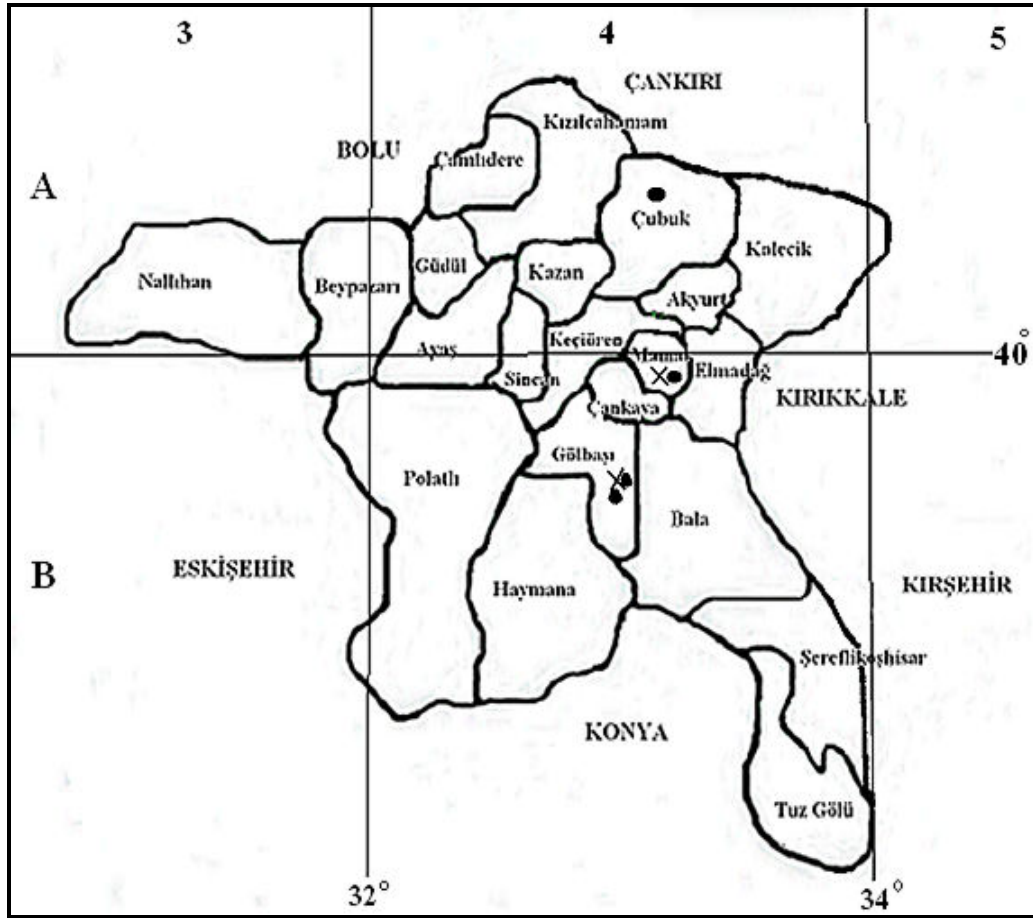 3 4 5
ÇANKIRI
Kızılcahamam
BOLU
Çamlıdere
A
Çubuk
Kalecik
Güdül
Kazan
Nallıhan
Beypazarı
Akyurt
Keçiören
Ayaş
Mamak
40°
Elmadağ
Sincan
KIRIKKALE
Çankaya
Gölbaşı
Polatlı
Bala
ESKİŞEHİR
B
KIRŞEHİR
Haymana
Şereflikoçhisar
KONYA
Tuz Gölü
32° 34°